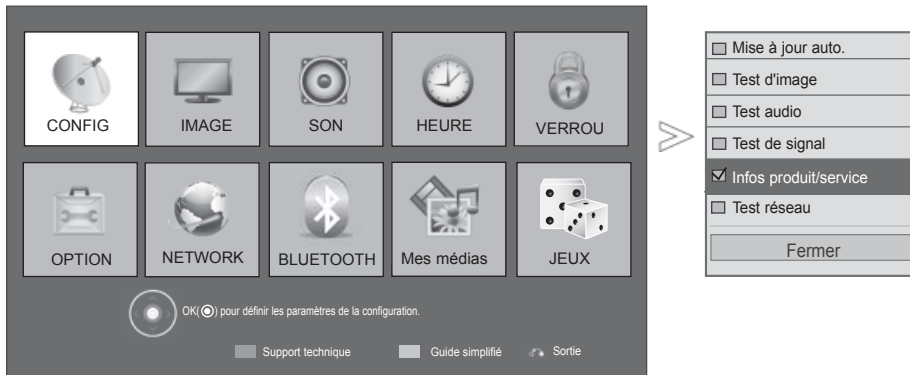 CONFIG
IMAGE
SON
HEURE
VERROU
OPTION
NETWORK
BLUETOOTH
Mes médias
JEUX
OK(◉) pour définir les paramètres de la configuration.
Support technique
Guide simplifié
Sortie
Mise à jour auto.
Test d'image
Test audio
Test de signal
Infos produit/service
Test réseau
Fermer